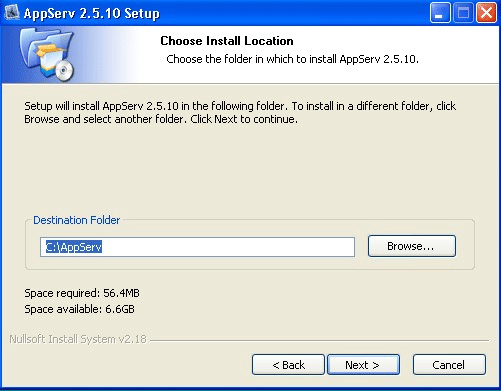 AppServ 2.5.10 Setup
Choose Install Location
Choose the folder in which to install AppServ 2.5.10.
Setup will install AppServ 2.5.10 in the following folder. To install in a different folder, click
Browse and select another folder. Click Next to continue.
Destination Folder
C:\AppServ
Browse...
Space required: 56.4MB
Space available: 6.6GB
Nullsoft Install System v2.18
< Back
Next >
Cancel